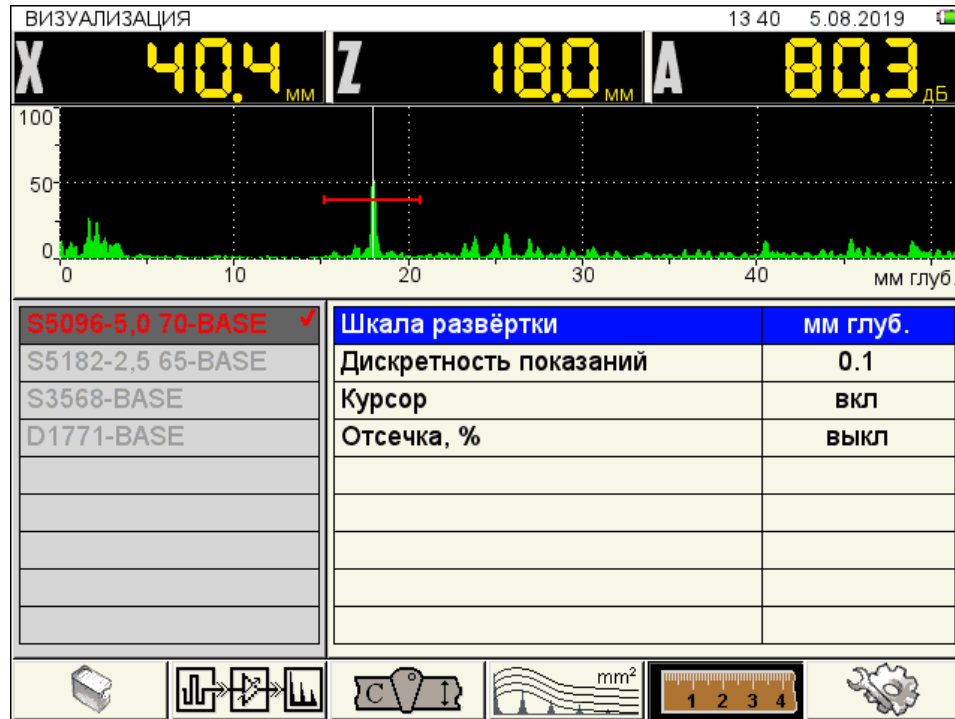 ВИЗУАЛИЗАЦИЯ 13 40 5.08.2019
X 40.4 мм Z 18.0 мм A 80.3 дБ
100
50
0
0 10 20 30 40 мм глуб.
S5096-5,0 70-BASE
Шкала развёртки мм глуб.
S5182-2,5 65-BASE
Дискретность показаний 0.1
S3568-BASE
Курсор вкл
D1771-BASE
Отсечка, % выкл
C mm² 1 2 3 4